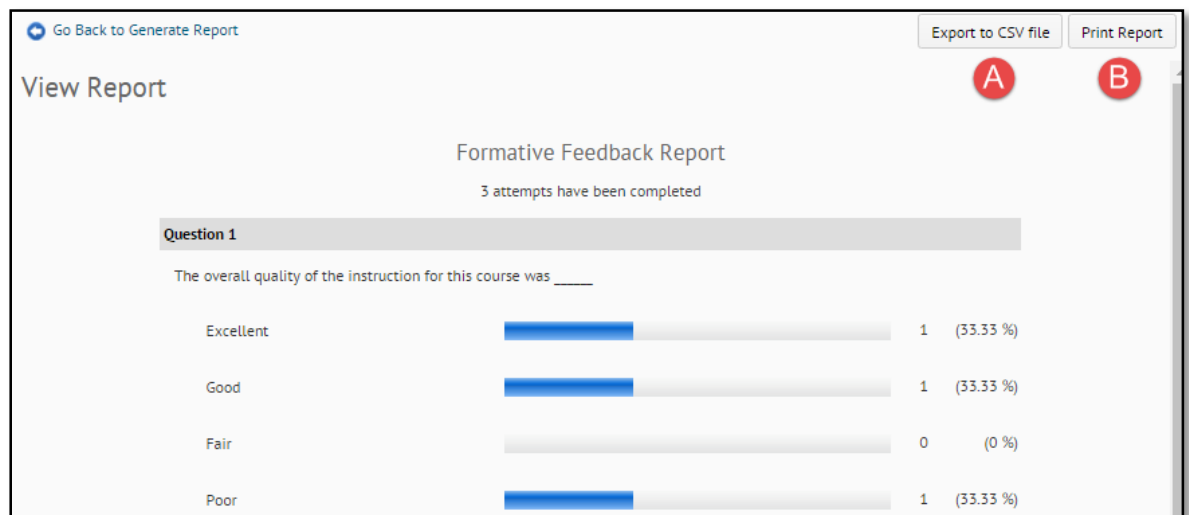 Go Back to Generate Report
Export to CSV file
Print Report
A
B
View Report
Formative Feedback Report
3 attempts have been completed
Question 1
The overall quality of the instruction for this course was ______
Excellent 1 (33.33 %)
Good 1 (33.33 %)
Fair 0 (0 %)
Poor 1 (33.33 %)